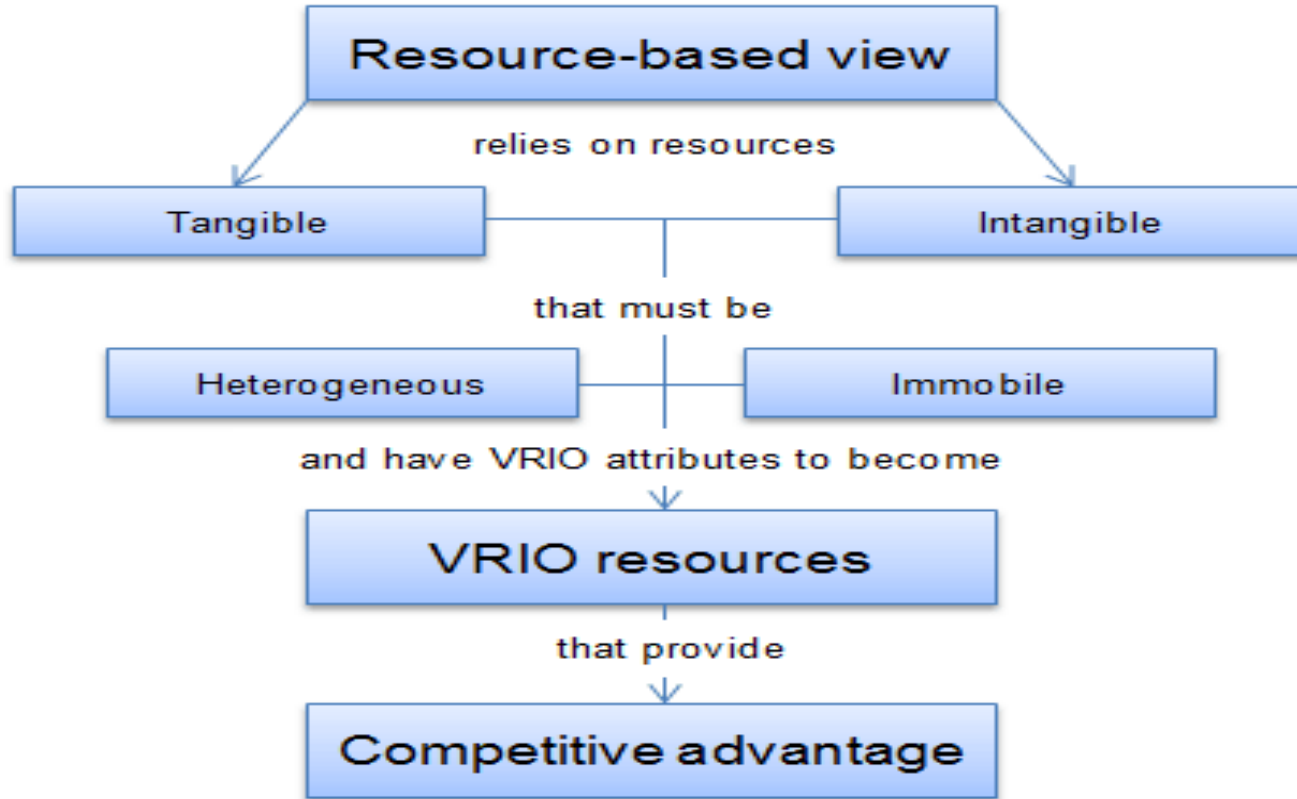 Resource-based view
relies on resources
Tangible
Intangible
that must be
Heterogeneous
Immobile
and have VRIO attributes to become
VRIO resources
that provide
Competitive advantage